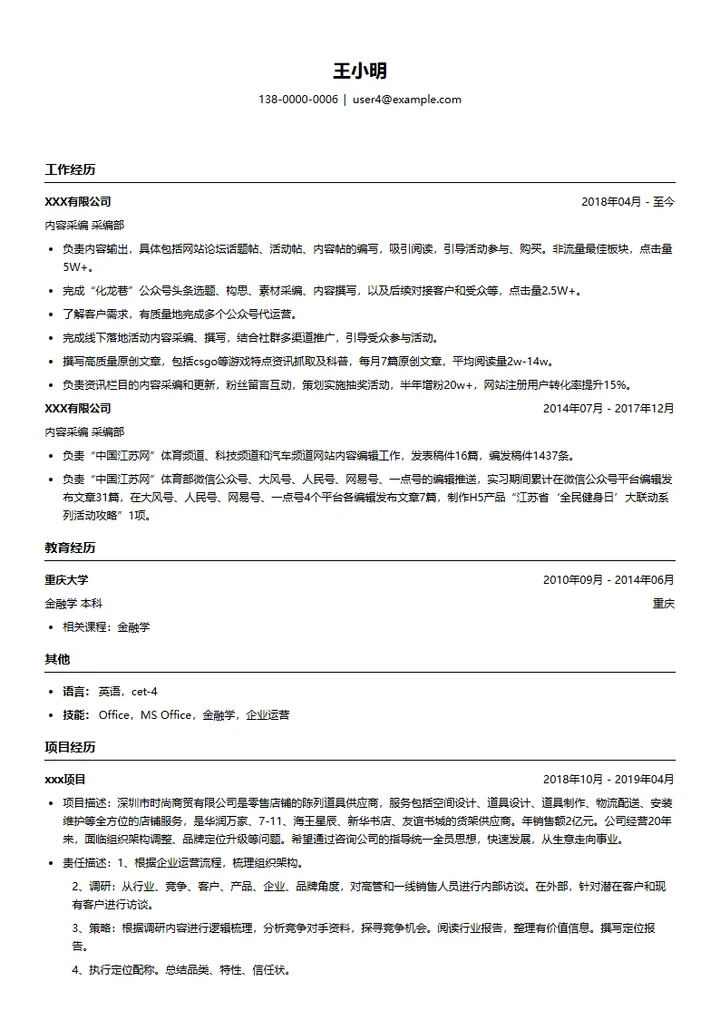 王小明
138-0000-0006 | user4@example.com
工作经历
XXX有限公司 2018年04月 - 至今
内容采编 采编部
• 负责内容输出，具体包括网站论坛话题帖、活动帖、内容帖的编写，吸引阅读，引导活动参与、购买。非流量最佳板块，点击量
5W+。
• 完成“化龙巷”公众号头条选题、构思、素材采编、内容撰写，以及后续对接客户和受众等，点击量2.5W+。
• 了解客户需求，有质量地完成多个公众号代运营。
• 完成线下落地活动内容采编、撰写，结合社群多渠道推广，引导受众参与活动。
• 撰写高质量原创文章，包括csgo等游戏特点资讯抓取及科普，每月7篇原创文章，平均阅读量2w-14w。
• 负责资讯栏目的内容采编和更新，粉丝留言互动，策划实施抽奖活动，半年增粉20w+，网站注册用户转化率提升15%。
XXX有限公司 2014年07月 - 2017年12月
内容采编 采编部
• 负责“中国江苏网”体育频道、科技频道和汽车频道网站内容编辑工作，发表稿件16篇，编发稿件1437条。
• 负责“中国江苏网”体育部微信公众号、大风号、人民号、网易号、一点号的编辑推送，实习期间累计在微信公众号平台编辑发
布文章31篇，在大风号、人民号、网易号、一点号4个平台各编辑发布文章7篇，制作H5产品“江苏省‘全民健身日’大联动系
列活动攻略”1项。
教育经历
重庆大学 2010年09月 - 2014年06月
金融学 本科 重庆
• 相关课程：金融学
其他
• 语言： 英语，cet-4
• 技能： Office，MS Office，金融学，企业运营
项目经历
xxx项目 2018年10月 - 2019年04月
• 项目描述：深圳市时尚商贸有限公司是零售店铺的陈列道具供应商，服务包括空间设计、道具设计、道具制作、物流配送、安装
维护等全方位的店铺服务，是华润万家、7-11、海王星辰、新华书店、友谊书城的货架供应商。年销售额2亿元。公司经营20年
来，面临组织架构调整、品牌定位升级等问题。希望通过咨询公司的指导统一全员思想，快速发展，从生意走向事业。
• 责任描述：1、根据企业运营流程，梳理组织架构。
2、调研：从行业、竞争、客户、产品、企业、品牌角度，对高管和一线销售人员进行内部访谈。在外部，针对潜在客户和现
有客户进行访谈。
3、策略：根据调研内容进行逻辑梳理，分析竞争对手资料，探寻竞争机会。阅读行业报告，整理有价值信息。撰写定位报
告。
4、执行定位配称。总结品类、特性、信任状。